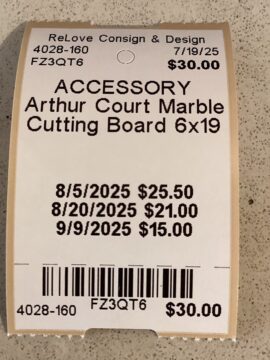 ReLove Consign & Design
4028-160 7/19/25
FZ3QT6 $30.00
ACCESSORY
Arthur Court Marble
Cutting Board 6x19
8/5/2025 $25.50
8/20/2025 $21.00
9/9/2025 $15.00
4028-160 FZ3QT6 $30.00